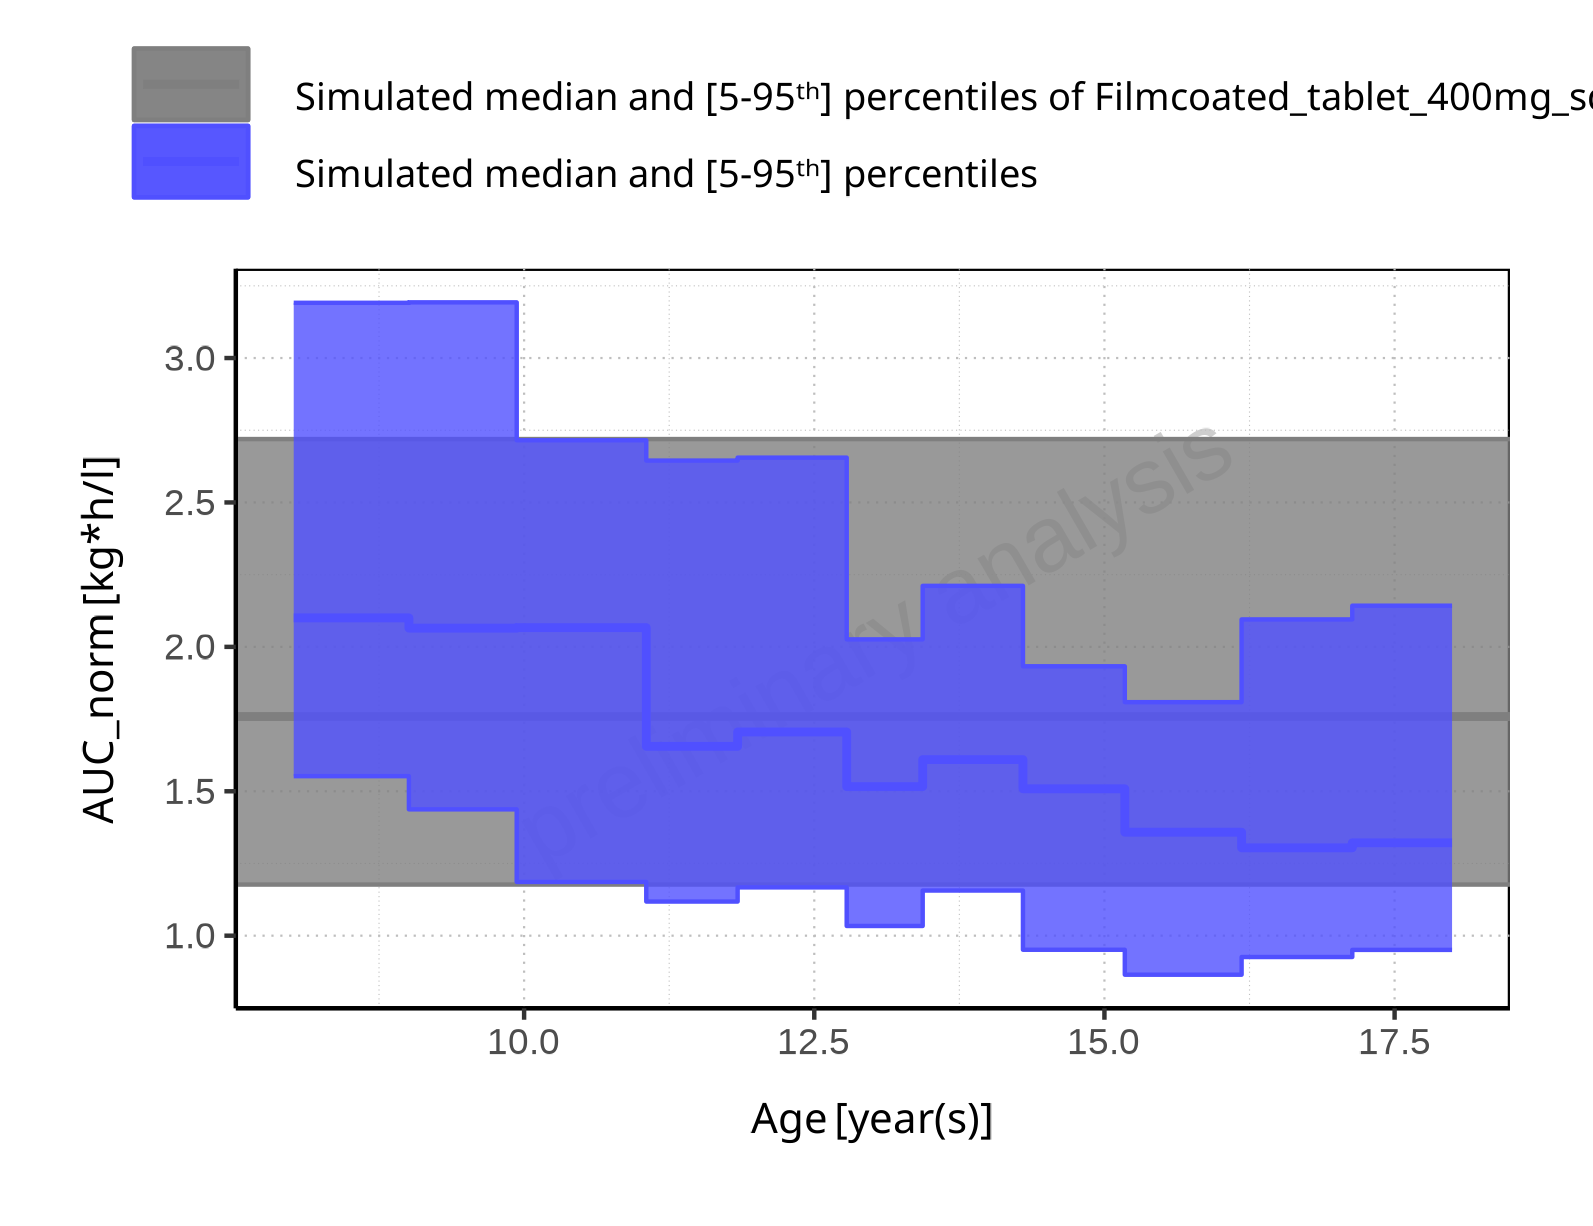 Simulated median and [5-95th] percentiles of Filmcoated_tablet_400mg_s
Simulated median and [5-95th] percentiles
3.0
2.5
2.0
1.5
1.0
AUC_norm [kg*h/l]
preliminary analysis
10.0 12.5 15.0 17.5
Age [year(s)]